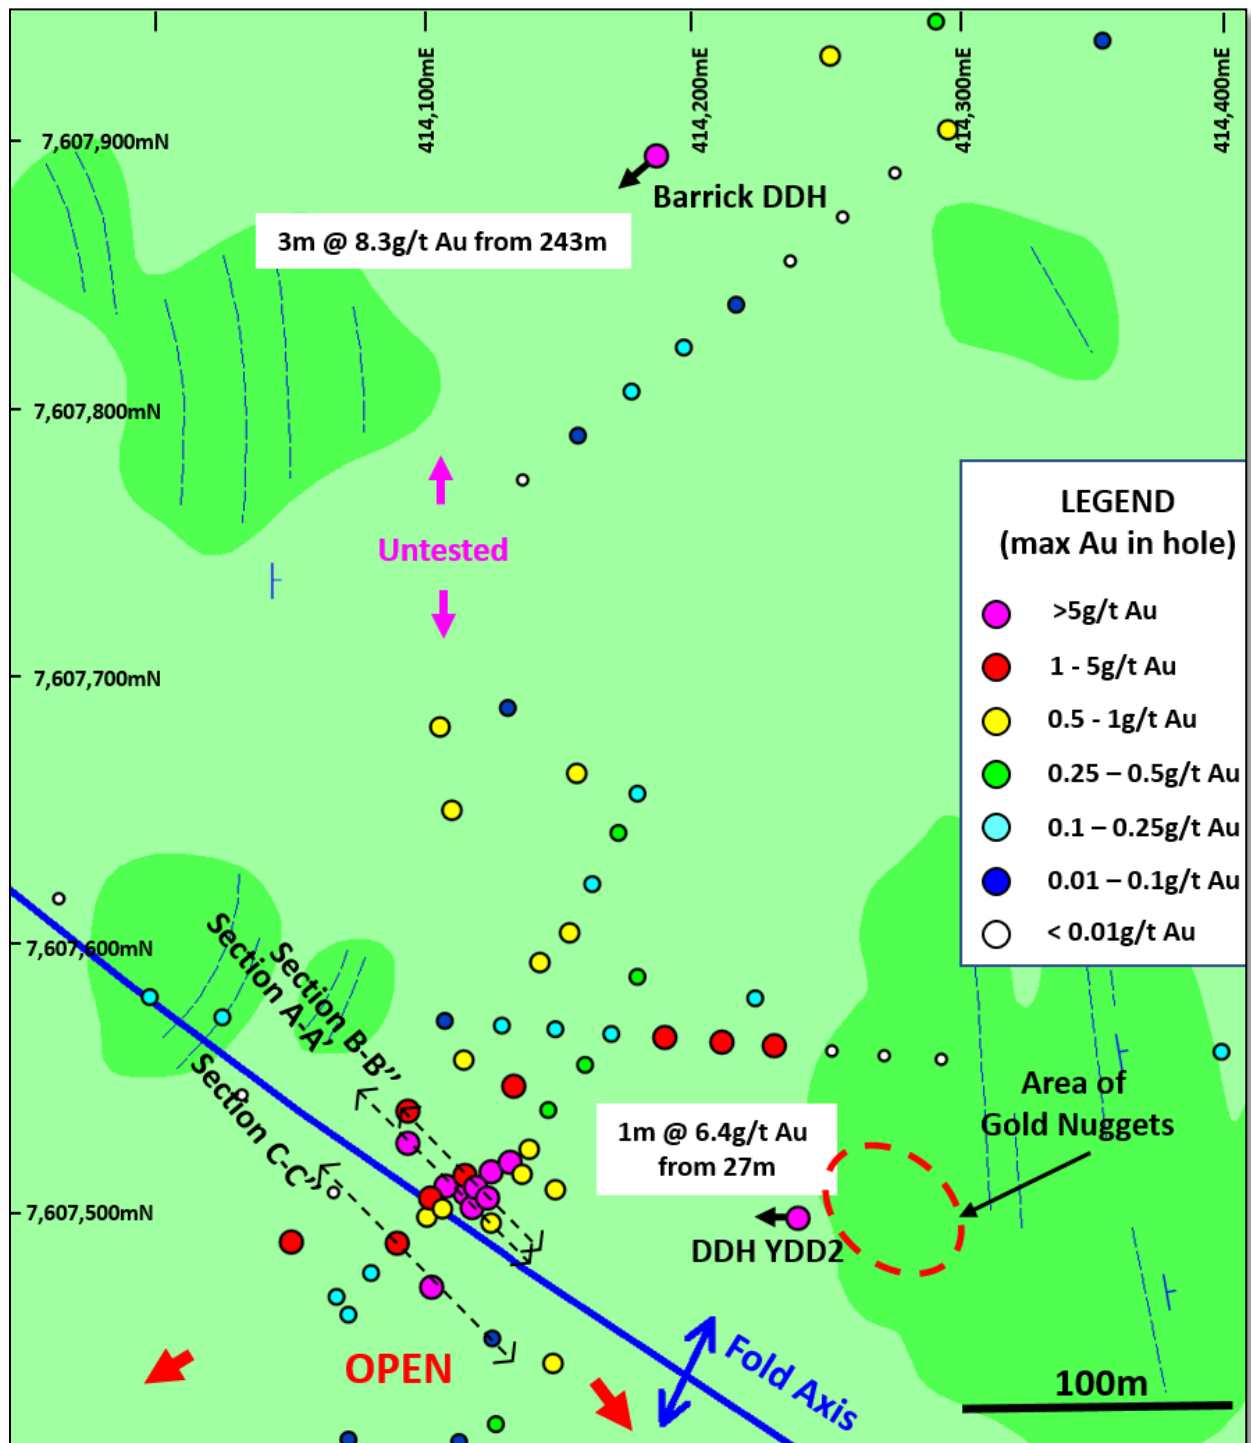 414,100mE
414,200mE
414,300mE
414,400mE
7,607,900mN
Barrick DDH
3m @ 8.3g/t Au from 243m
7,607,800mN
Untested
LEGEND
(max Au in hole)
>5g/t Au
1 - 5g/t Au
0.5 - 1g/t Au
0.25 – 0.5g/t Au
0.1 – 0.25g/t Au
0.01 – 0.1g/t Au
< 0.01g/t Au
7,607,700mN
7,607,600mN
Section A-A’
Section B-B’’
Section C-C’’
Area of
Gold Nuggets
1m @ 6.4g/t Au
from 27m
7,607,500mN
DDH YDD2
OPEN
Fold Axis
100m